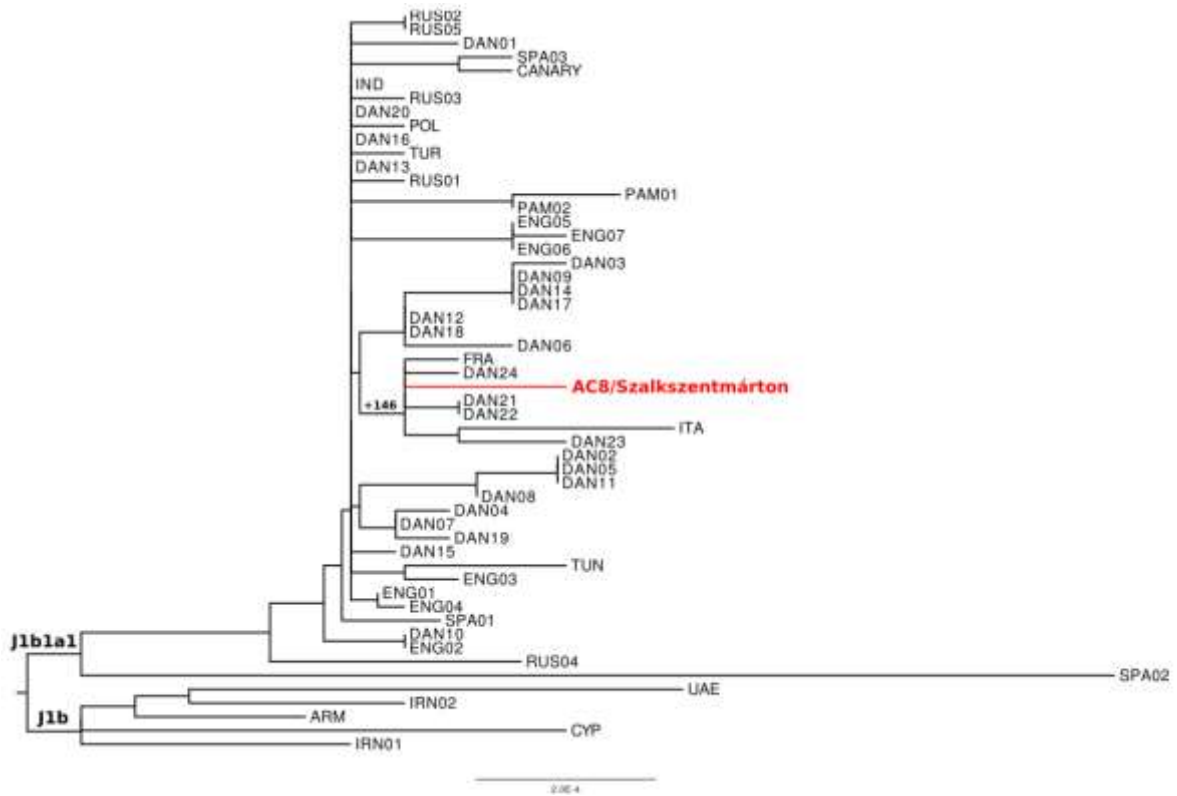 RUS02
RUS05
DAN01
SPA03
CANARY
IND
RUS03
DAN20
POL
DAN16
TUR
DAN13
RUS01
PAM01
PAM02
ENG05
ENG07
ENG06
DAN03
DAN09
DAN14
DAN17
DAN12
DAN18
DAN06
FRA
DAN24
AC8/Szalkszentmárton
DAN21
+146
DAN22
ITA
DAN23
DAN02
DAN05
DAN11
DAN08
DAN04
DAN07
DAN19
DAN15
TUN
ENG03
ENG01
ENG04
SPA01
DAN10
J1b1a1
ENG02
RUS04
SPA02
UAE
IRN02
J1b
ARM
CYP
IRN01
2.0E-4